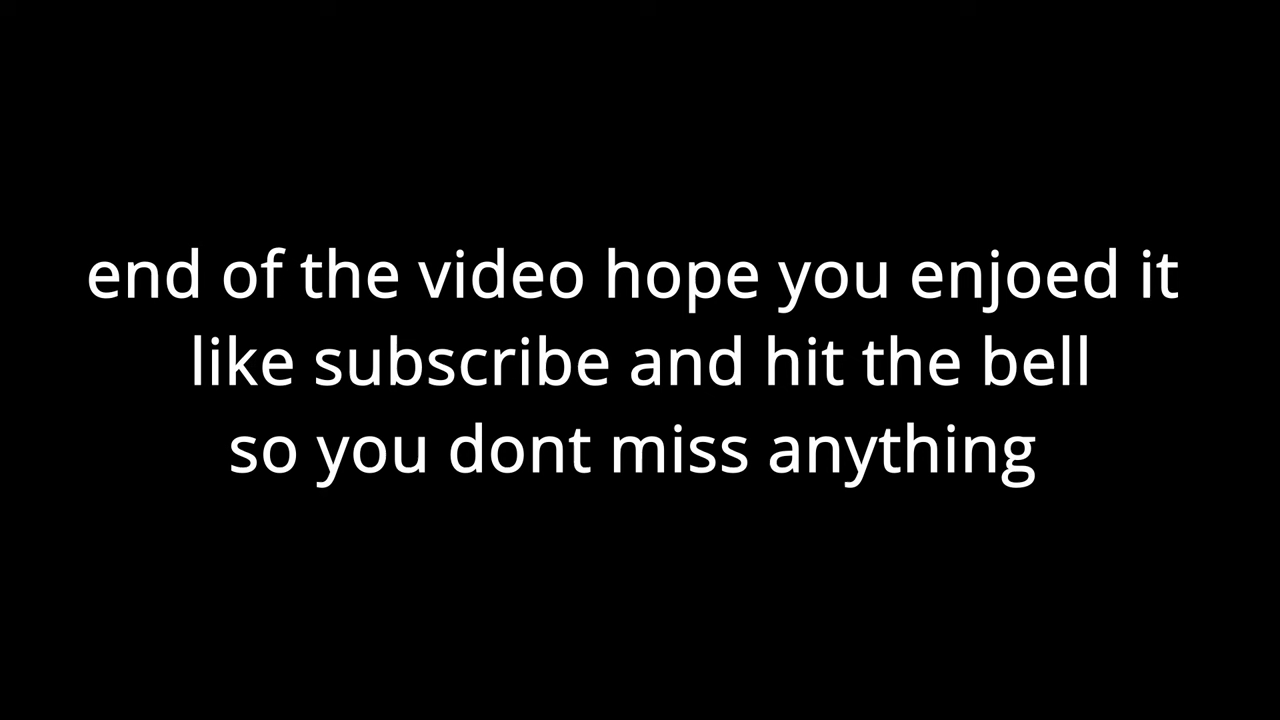 end of the video hope you enjoed it
like subscribe and hit the bell
so you dont miss anything